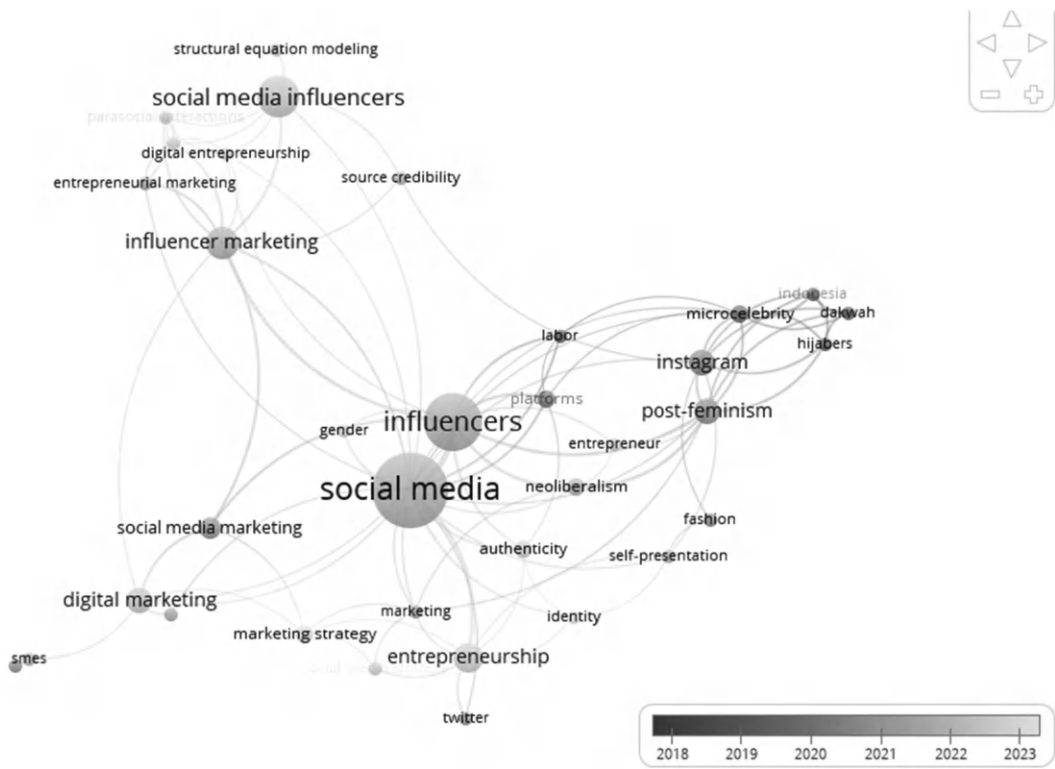 structural equation modeling
social media influencers
parasocial interactions
digital entrepreneurship
entrepreneurial marketing
source credibility
influencer marketing
indonesia
microcelebrity
dakwah
labor
hijabers
instagram
platforms
post-feminism
influencers
gender
entrepreneur
social media
neoliberalism
fashion
social media marketing
authenticity
self-presentation
digital marketing
marketing
identity
marketing strategy
smes
entrepreneurship
twitter
2018 2019 2020 2021 2022 2023